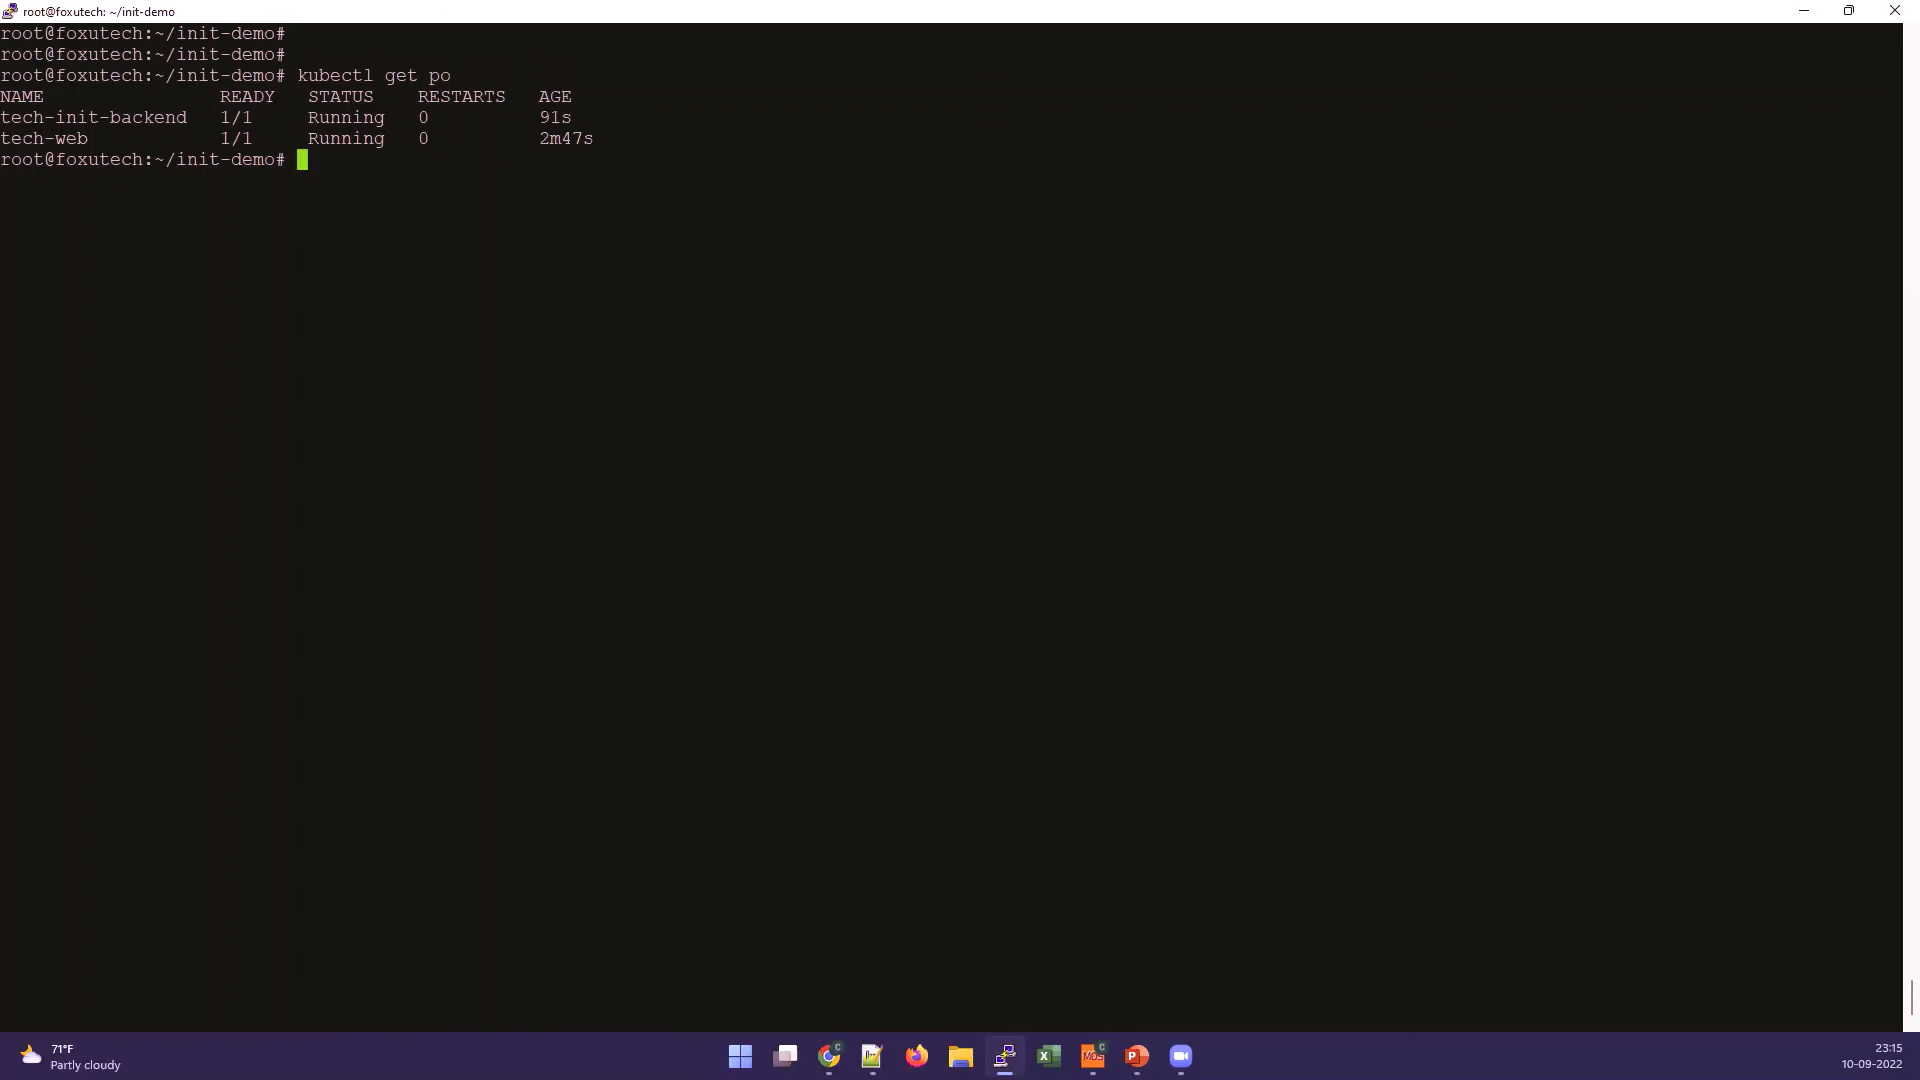 root@foxutech: ~/init-demo
root@foxutech:~/init-demo#
root@foxutech:~/init-demo#
root@foxutech:~/init-demo# kubectl get po
NAME READY STATUS RESTARTS AGE
tech-init-backend 1/1 Running 0 91s
tech-web 1/1 Running 0 2m47s
root@foxutech:~/init-demo#
71°F
Partly cloudy
C
X
MOS
C
P
23:15
10-09-2022